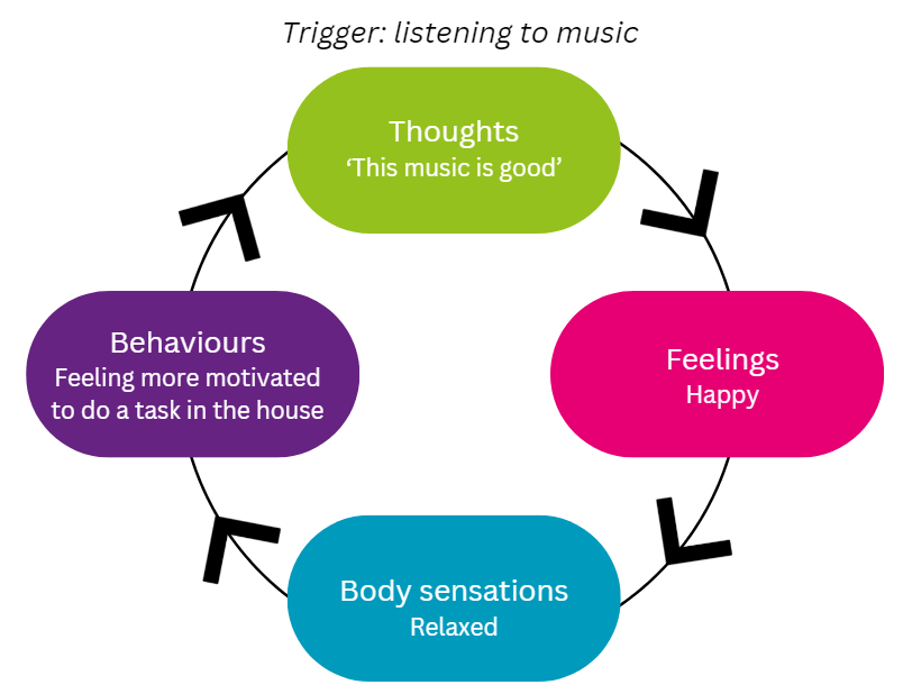 Trigger: listening to music
Thoughts
‘This music is good’
Feelings
Happy
Body sensations
Relaxed
Behaviours
Feeling more motivated
to do a task in the house